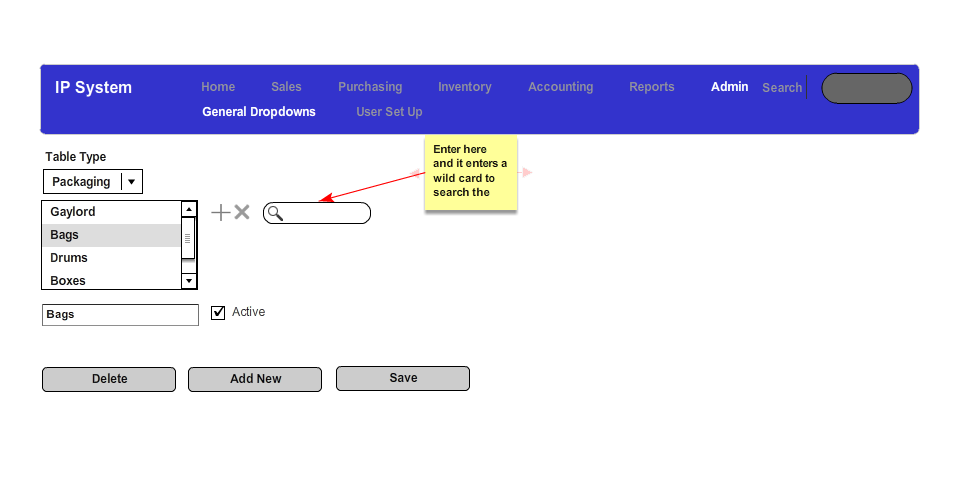 IP System Home Sales Purchasing Inventory Accounting Reports Admin Search
General Dropdowns User Set Up
Enter here
and it enters a
wild card to
search the
Table Type
Packaging
Gaylord
Bags
Drums
Boxes
Bags Active
Delete Add New Save